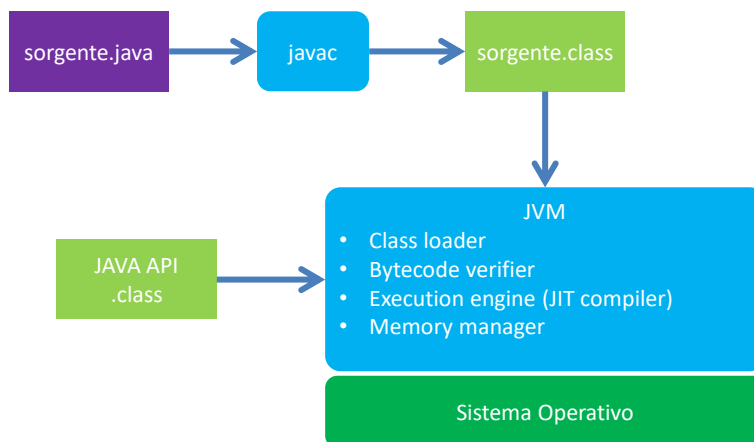 sorgente.java
javac
sorgente.class
JVM
• Class loader
• Bytecode verifier
• Execution engine (JIT compiler)
• Memory manager
JAVA API
.class
Sistema Operativo